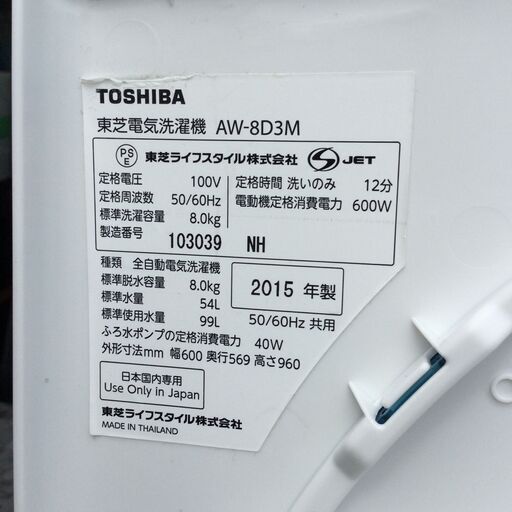 TOSHIBA
東芝電気洗濯機 AW-8D3M
PS E 東芝ライフスタイル株式会社 S JET
定格電圧 100V 定格時間 洗いのみ 12分
定格周波数 50/60Hz 電動機定格消費電力 600W
標準洗濯容量 8.0kg
製造番号 103039 NH
種類 全自動電気洗濯機
標準脱水容量 8.0kg 2015 年製
標準水量 54L
標準使用水量 99L 50/60Hz 共用
ふろ水ポンプの定格消費電力 40W
外形寸法mm 幅600 奥行569 高さ960
日本国内専用
Use Only in Japan
東芝ライフスタイル株式会社
MADE IN THAILAND